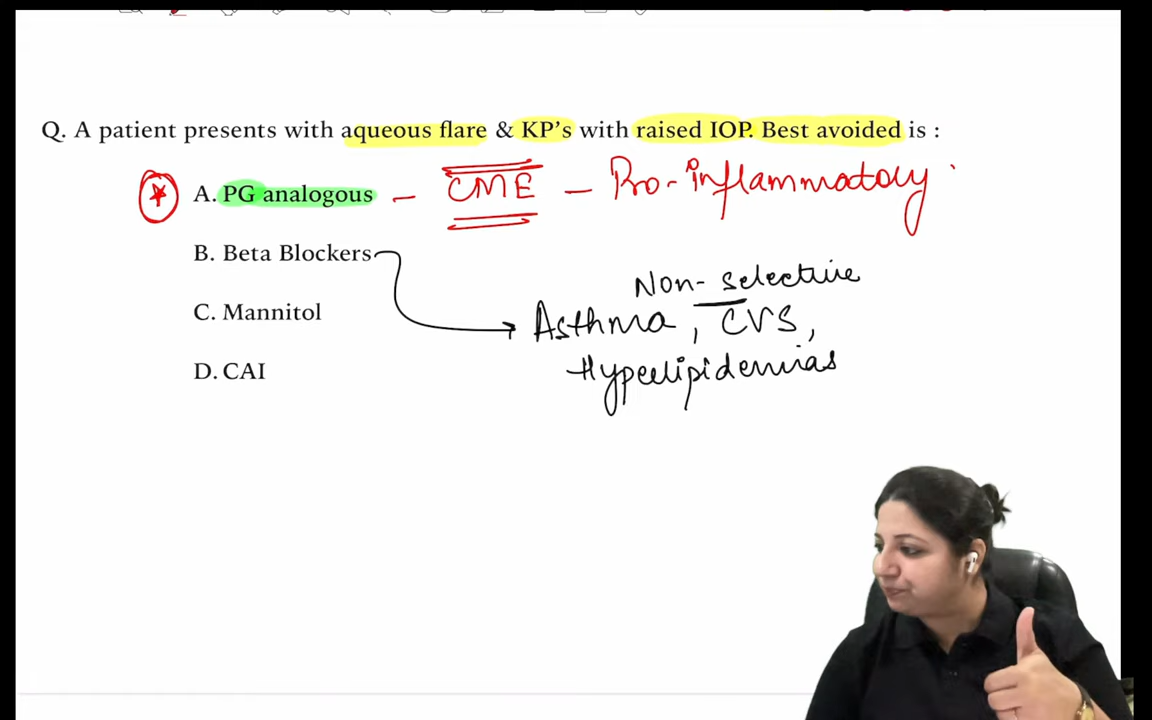 Q. A patient presents with aqueous flare & KP's with raised IOP. Best avoided is :
A. PG analogous - CME - Pro-inflammatory
B. Beta Blockers
Non-selective
Asthma, CVS,
Hyperlipidemias
C. Mannitol
D. CAI